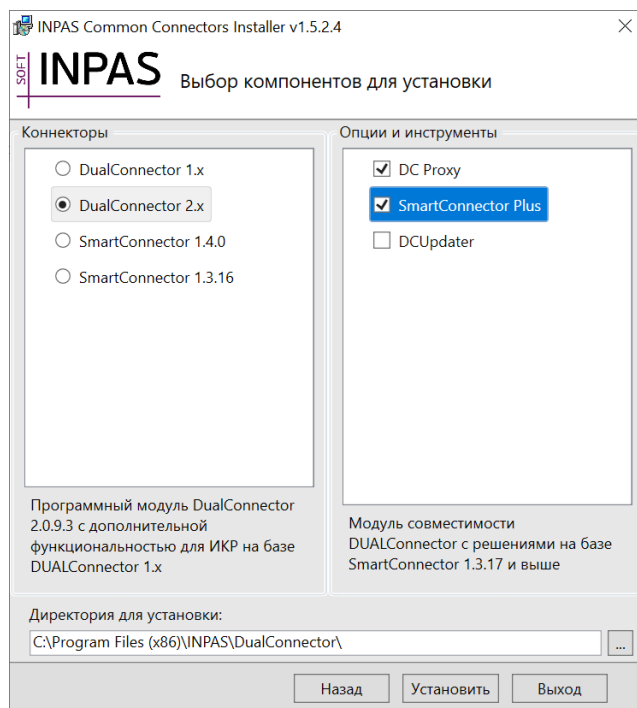 INPAS Common Connectors Installer v1.5.2.4
SOFT INPAS Выбор компонентов для установки
Коннекторы
DualConnector 1.x
DualConnector 2.x
SmartConnector 1.4.0
SmartConnector 1.3.16
Программный модуль DualConnector
2.0.9.3 с дополнительной
функциональностью для ИКР на базе
DUALConnector 1.x
Опции и инструменты
DC Proxy
SmartConnector Plus
DCUpdater
Модуль совместимости
DUALConnector с решениями на базе
SmartConnector 1.3.17 и выше
Директория для установки:
C:\Program Files (x86)\INPAS\DualConnector\
...
Назад Установить Выход